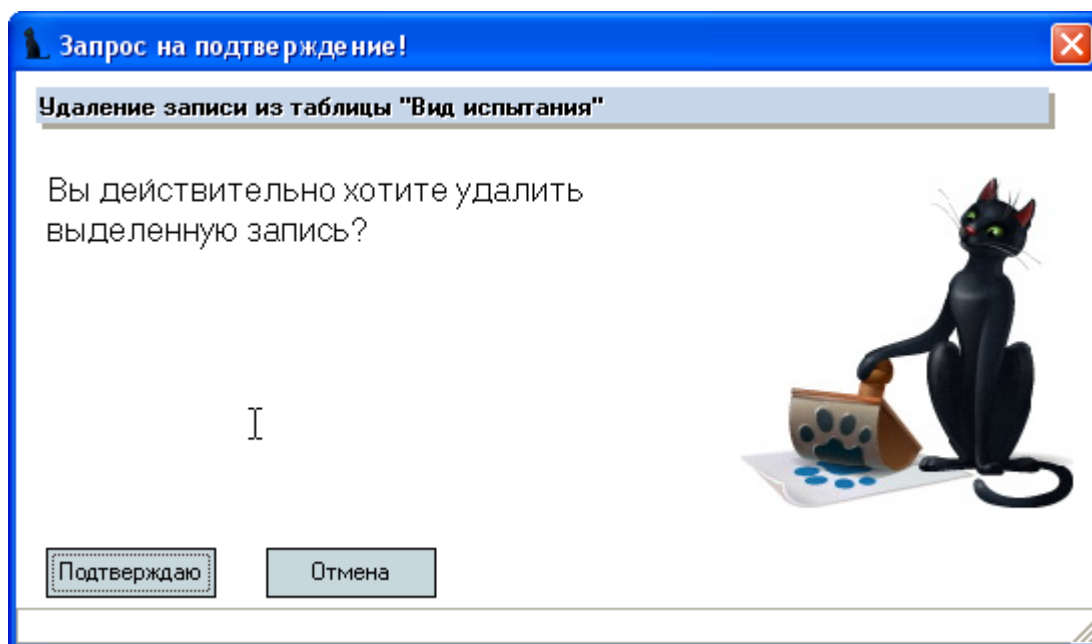 Запрос на подтверждение!
Удаление записи из таблицы "Вид испытания"
Вы действительно хотите удалить
выделенную запись?
Подтверждаю
Отмена